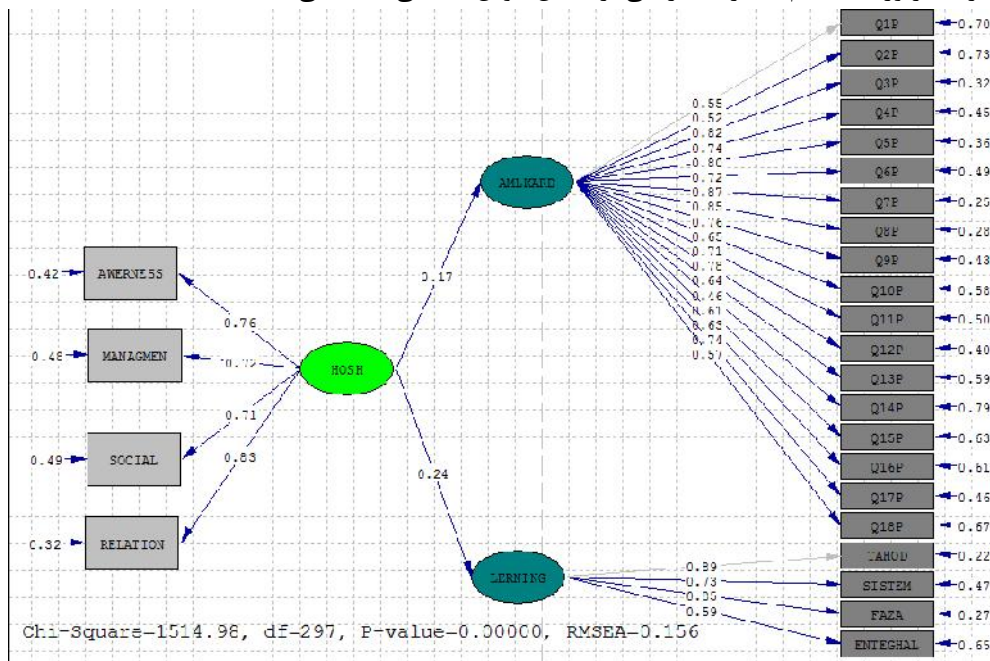 Q1P 0.70
Q2P 0.73
Q3P 0.32
Q4P 0.45
Q5P 0.36
Q6P 0.49
Q7P 0.25
Q8P 0.28
Q9P 0.43
Q10P 0.58
Q11P 0.50
Q12P 0.40
Q13P 0.59
Q14P 0.79
Q15P 0.63
Q16P 0.61
Q17P 0.46
Q18P 0.67
TAHOD 0.22
SISTEM 0.47
FAZA 0.27
ENTEGHAL 0.65
0.55
0.52
0.82
0.74
0.80
0.72
0.87
0.85
0.76
0.65
0.71
0.78
0.64
0.46
0.61
0.63
0.74
0.57
AMLKARD
0.17
0.42 AWERNESS
0.76
0.48 MANAGMEN
HOSH
0.71
0.49 SOCIAL
0.83
0.24
0.32 RELATION
LERNING
0.89
0.73
0.85
0.59
Chi-Square=1514.98, df=297, P-value=0.00000, RMSEA=0.156